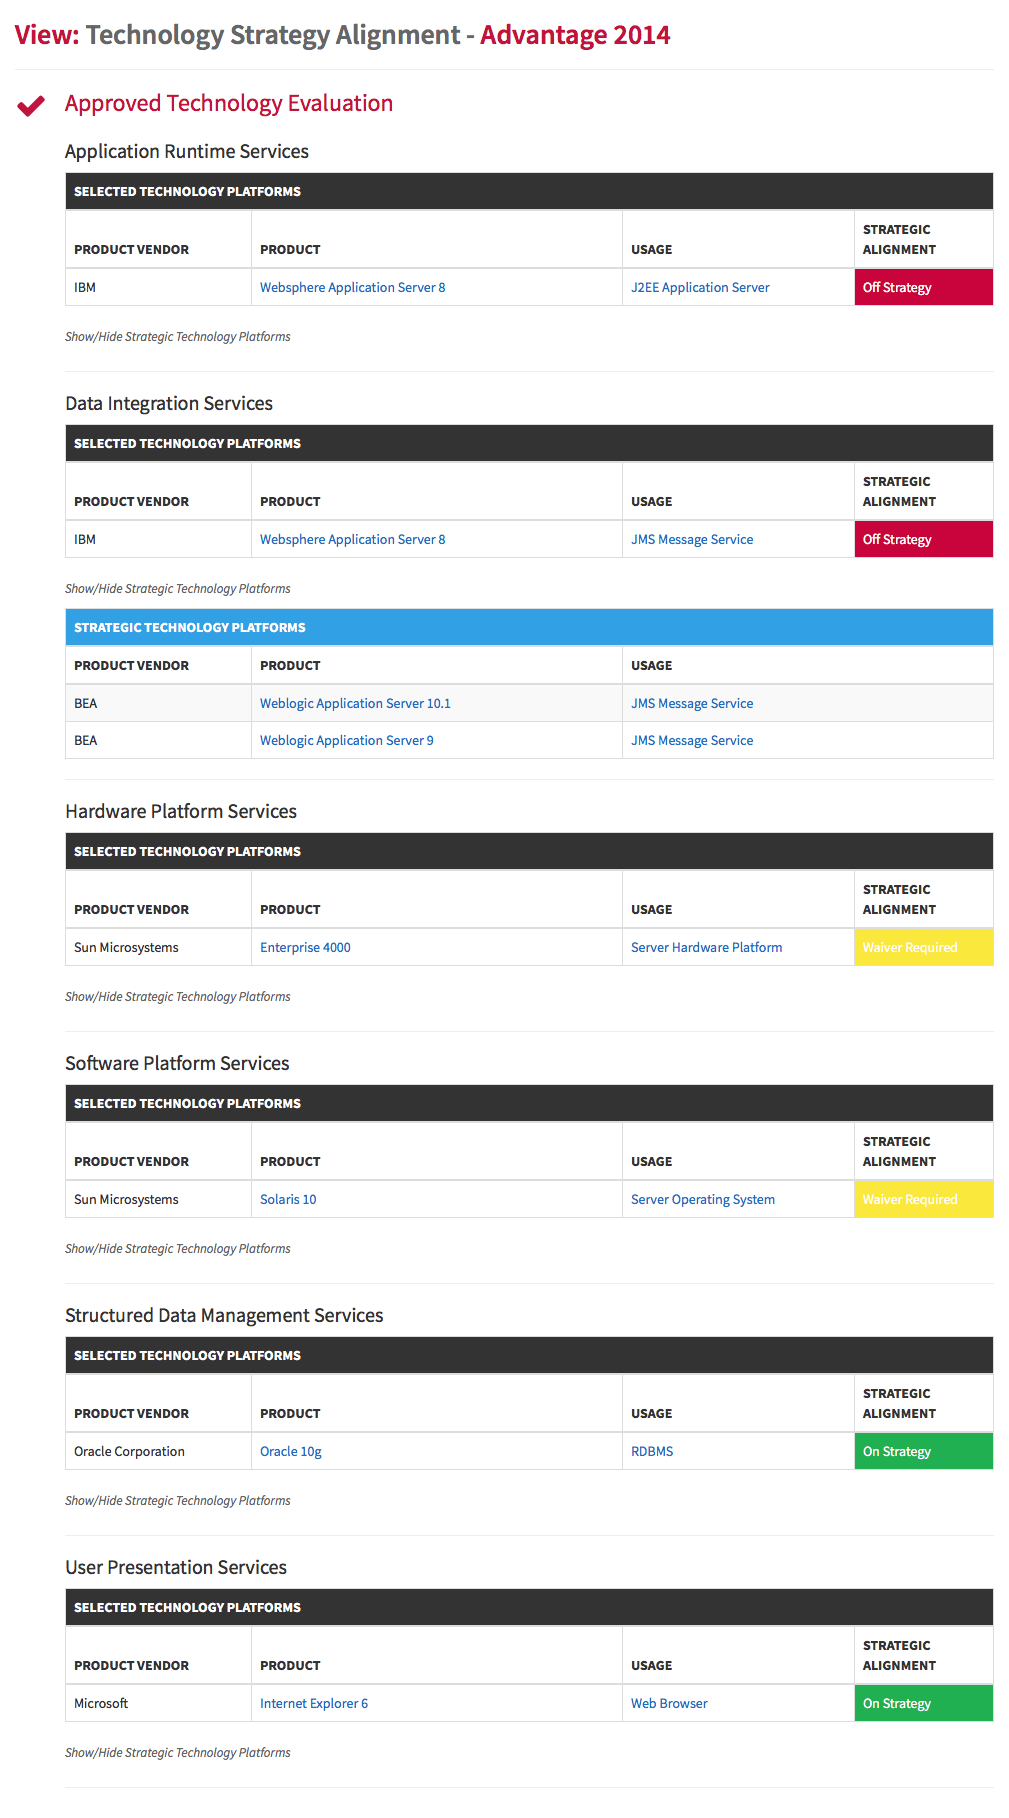 View: Technology Strategy Alignment - Advantage 2014
Approved Technology Evaluation
Application Runtime Services
SELECTED TECHNOLOGY PLATFORMS
PRODUCT VENDOR PRODUCT USAGE STRATEGIC ALIGNMENT
IBM Websphere Application Server 8 J2EE Application Server Off Strategy
Show/Hide Strategic Technology Platforms
Data Integration Services
SELECTED TECHNOLOGY PLATFORMS
PRODUCT VENDOR PRODUCT USAGE STRATEGIC ALIGNMENT
IBM Websphere Application Server 8 JMS Message Service Off Strategy
Show/Hide Strategic Technology Platforms
STRATEGIC TECHNOLOGY PLATFORMS
PRODUCT VENDOR PRODUCT USAGE
BEA Weblogic Application Server 10.1 JMS Message Service
BEA Weblogic Application Server 9 JMS Message Service
Hardware Platform Services
SELECTED TECHNOLOGY PLATFORMS
PRODUCT VENDOR PRODUCT USAGE STRATEGIC ALIGNMENT
Sun Microsystems Enterprise 4000 Server Hardware Platform Waiver Required
Show/Hide Strategic Technology Platforms
Software Platform Services
SELECTED TECHNOLOGY PLATFORMS
PRODUCT VENDOR PRODUCT USAGE STRATEGIC ALIGNMENT
Sun Microsystems Solaris 10 Server Operating System Waiver Required
Show/Hide Strategic Technology Platforms
Structured Data Management Services
SELECTED TECHNOLOGY PLATFORMS
PRODUCT VENDOR PRODUCT USAGE STRATEGIC ALIGNMENT
Oracle Corporation Oracle 10g RDBMS On Strategy
Show/Hide Strategic Technology Platforms
User Presentation Services
SELECTED TECHNOLOGY PLATFORMS
PRODUCT VENDOR PRODUCT USAGE STRATEGIC ALIGNMENT
Microsoft Internet Explorer 6 Web Browser On Strategy
Show/Hide Strategic Technology Platforms